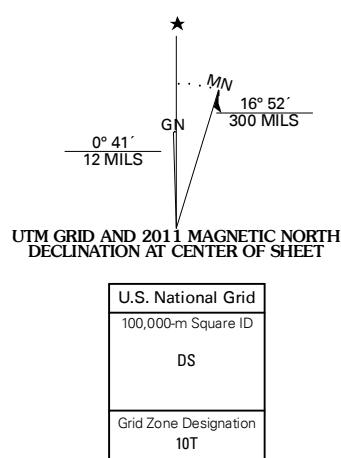 ★
MN
GN
16° 52´
300 MILS
0° 41´
12 MILS
UTM GRID AND 2011 MAGNETIC NORTH
DECLINATION AT CENTER OF SHEET
U.S. National Grid
100,000-m Square ID
DS
Grid Zone Designation
10T